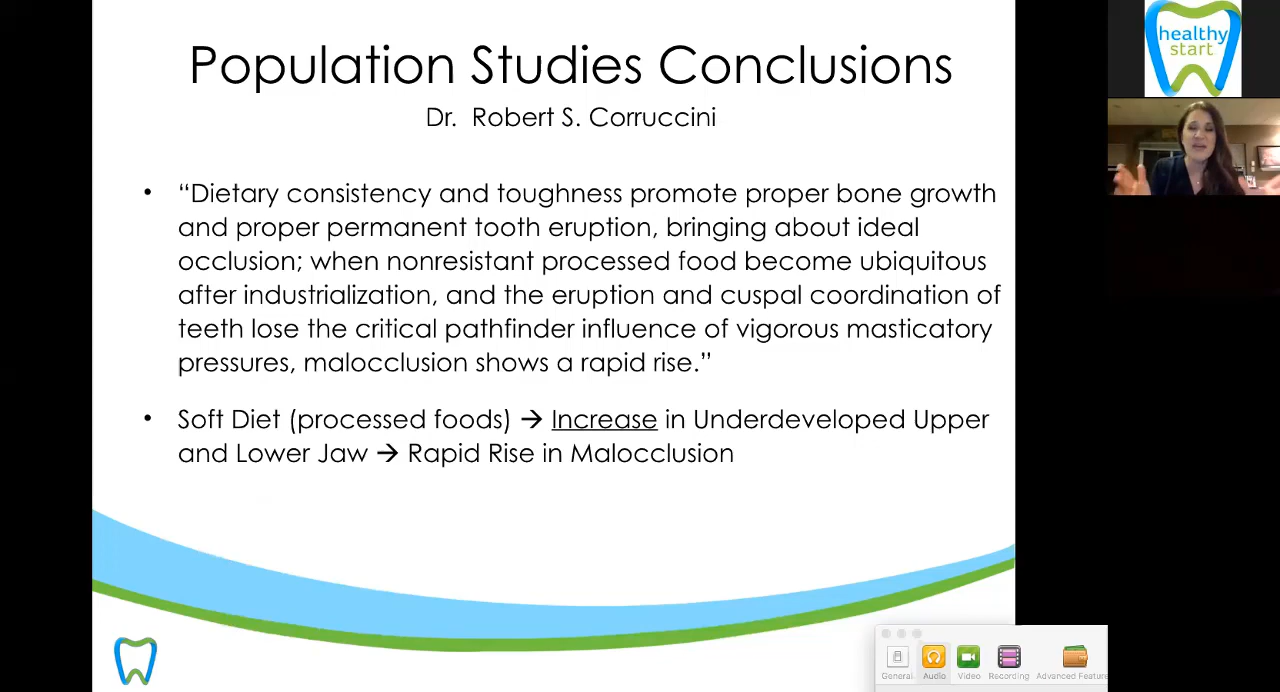 Population Studies Conclusions
Dr. Robert S. Corruccini
• “Dietary consistency and toughness promote proper bone growth
and proper permanent tooth eruption, bringing about ideal
occlusion; when nonresistant processed food become ubiquitous
after industrialization, and the eruption and cuspal coordination of
teeth lose the critical pathfinder influence of vigorous masticatory
pressures, malocclusion shows a rapid rise.”
• Soft Diet (processed foods) → Increase in Underdeveloped Upper
and Lower Jaw → Rapid Rise in Malocclusion
healthy
start
General Audio Video Recording Advanced Feature